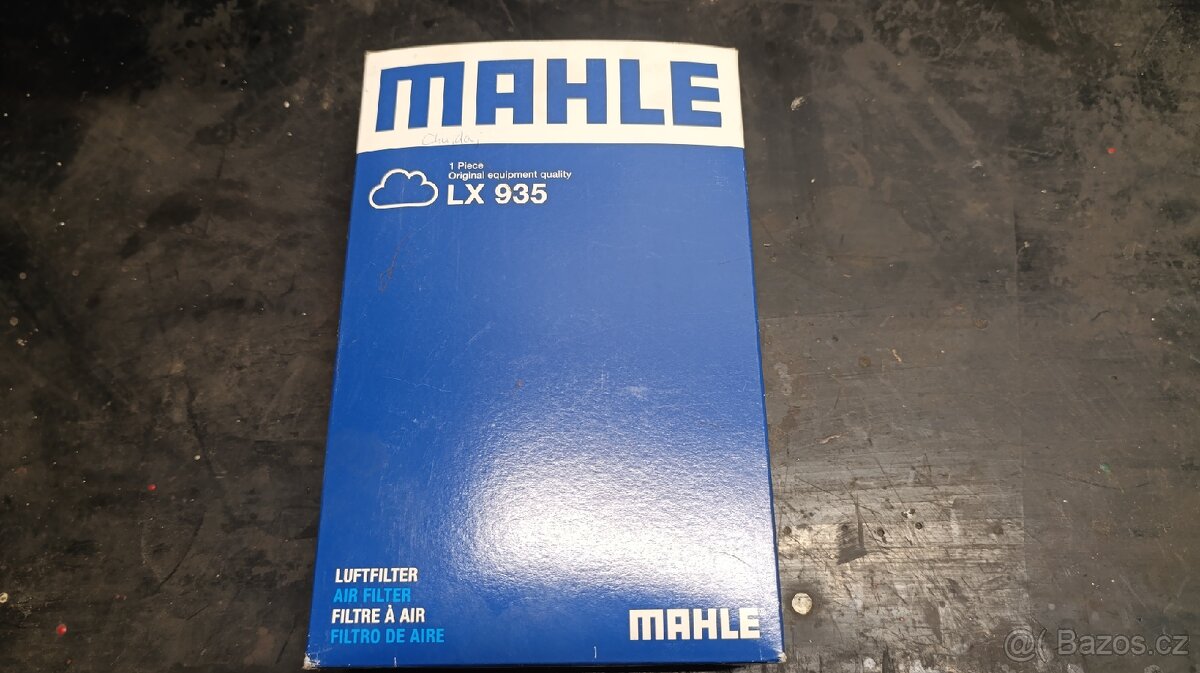 MAHLE
1 Piece
Original equipment quality
LX 935
LUFTFILTER
AIR FILTER
FILTRE À AIR
FILTRO DE AIRE
MAHLE
Bazos.cz